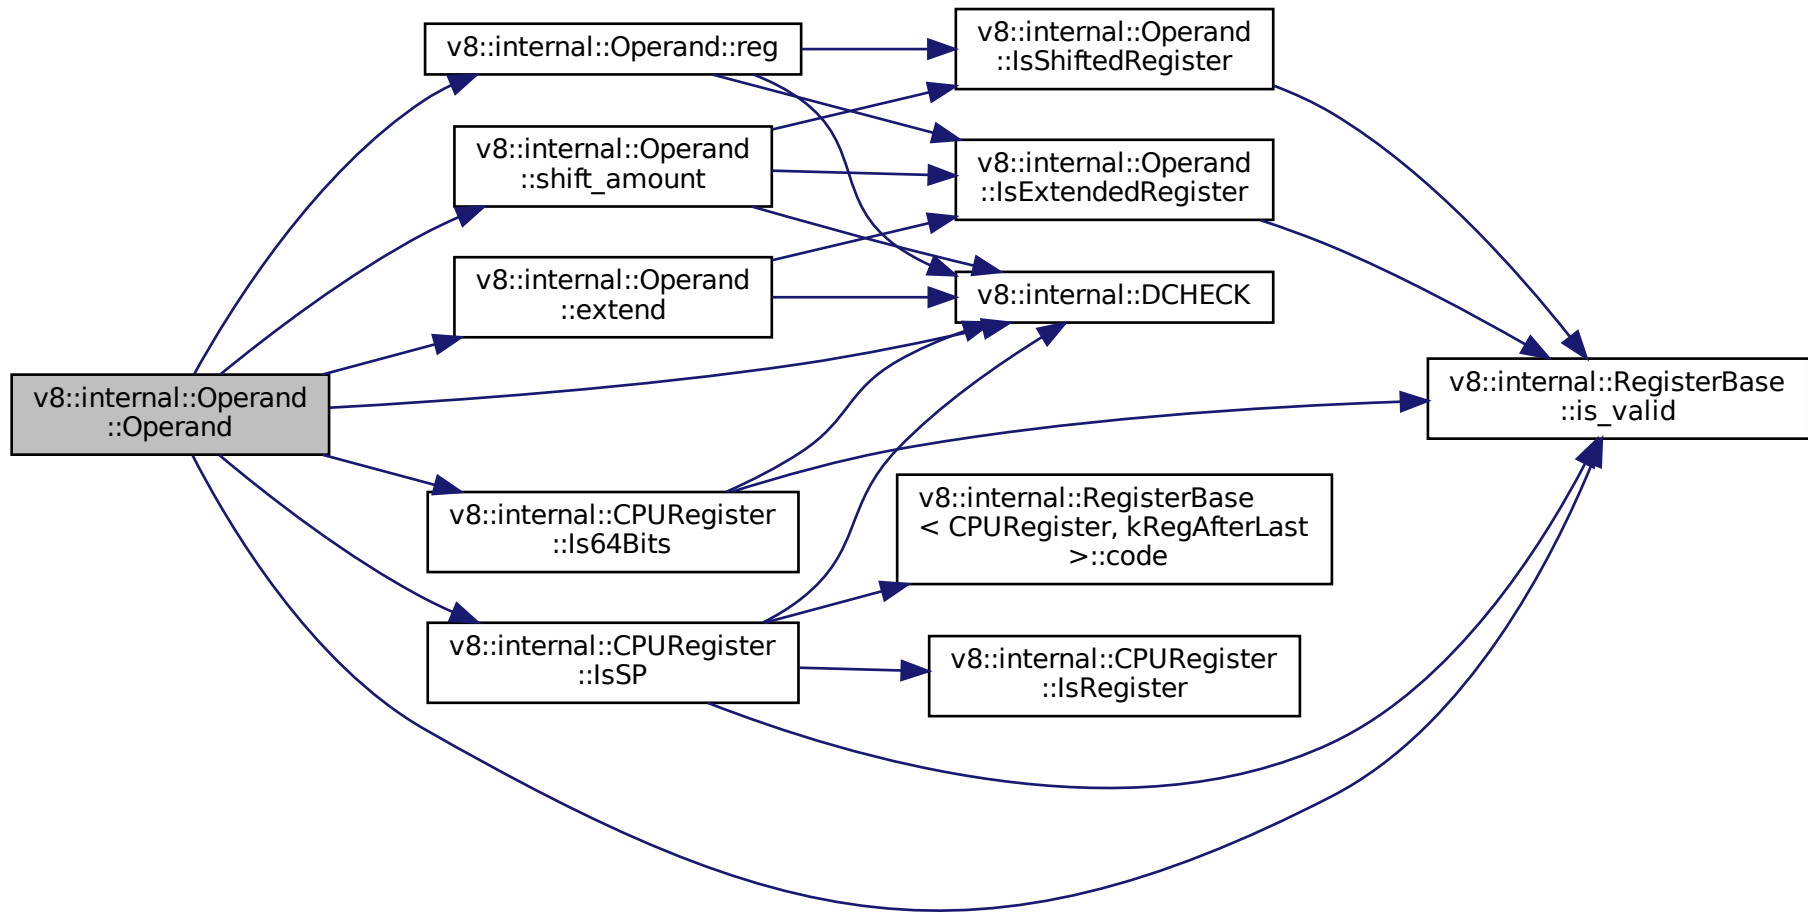 v8::internal::Operand
::Operand
v8::internal::Operand::reg
v8::internal::Operand
::shift_amount
v8::internal::Operand
::extend
v8::internal::CPURegister
::Is64Bits
v8::internal::CPURegister
::IsSP
v8::internal::Operand
::IsShiftedRegister
v8::internal::Operand
::IsExtendedRegister
v8::internal::DCHECK
v8::internal::RegisterBase
< CPURegister, kRegAfterLast
>::code
v8::internal::CPURegister
::IsRegister
v8::internal::RegisterBase
::is_valid